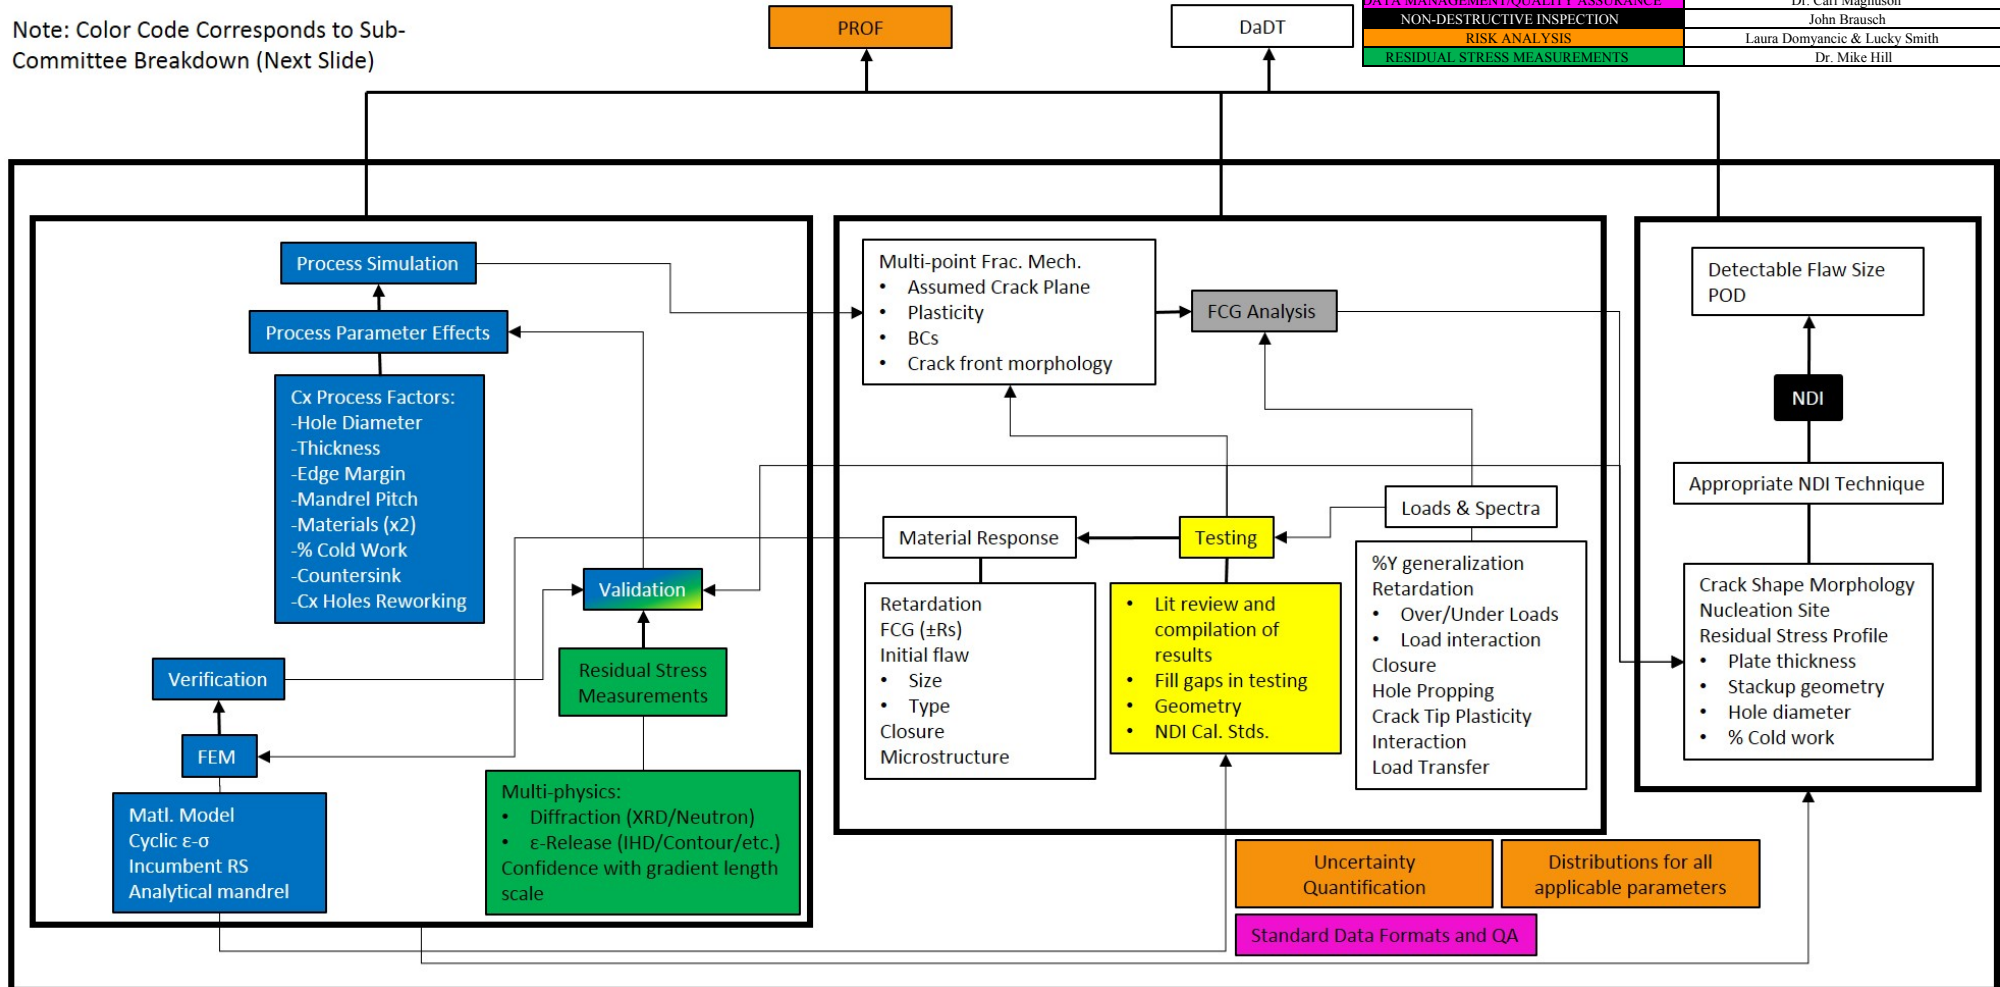 Note: Color Code Corresponds to Sub-
Committee Breakdown (Next Slide)
PROF
DaDT
DATA MANAGEMENT/QUALITY ASSURANCE Dr. Carl Magnuson
NON-DESTRUCTIVE INSPECTION John Brausch
RISK ANALYSIS Laura Domyancic & Lucky Smith
RESIDUAL STRESS MEASUREMENTS Dr. Mike Hill
Process Simulation
Process Parameter Effects
Cx Process Factors:
-Hole Diameter
-Thickness
-Edge Margin
-Mandrel Pitch
-Materials (x2)
-% Cold Work
-Countersink
-Cx Holes Reworking
Validation
Verification
Residual Stress
Measurements
FEM
Matl. Model
Cyclic ε-σ
Incumbent RS
Analytical mandrel
Multi-physics:
• Diffraction (XRD/Neutron)
• ε-Release (IHD/Contour/etc.)
Confidence with gradient length
scale
Multi-point Frac. Mech.
• Assumed Crack Plane
• Plasticity
• BCs
• Crack front morphology
FCG Analysis
Loads & Spectra
Material Response
Testing
Retardation
FCG (±Rs)
Initial flaw
• Size
• Type
Closure
Microstructure
• Lit review and
compilation of
results
• Fill gaps in testing
• Geometry
• NDI Cal. Stds.
%Y generalization
Retardation
• Over/Under Loads
• Load interaction
Closure
Hole Propping
Crack Tip Plasticity
Interaction
Load Transfer
Detectable Flaw Size
POD
NDI
Appropriate NDI Technique
Crack Shape Morphology
Nucleation Site
Residual Stress Profile
• Plate thickness
• Stackup geometry
• Hole diameter
• % Cold work
Uncertainty
Quantification
Distributions for all
applicable parameters
Standard Data Formats and QA